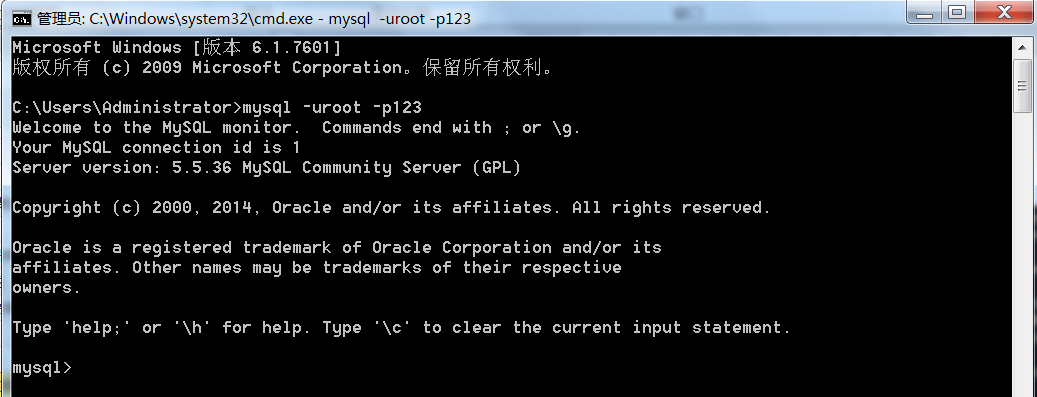 管理员: C:\Windows\system32\cmd.exe - mysql  -uroot -p123
Microsoft Windows [版本 6.1.7601]
版权所有 (c) 2009 Microsoft Corporation。保留所有权利。
C:\Users\Administrator>mysql -uroot -p123
Welcome to the MySQL monitor.  Commands end with ; or \g.
Your MySQL connection id is 1
Server version: 5.5.36 MySQL Community Server (GPL)
Copyright (c) 2000, 2014, Oracle and/or its affiliates. All rights reserved.
Oracle is a registered trademark of Oracle Corporation and/or its
affiliates. Other names may be trademarks of their respective
owners.
Type 'help;' or '\h' for help. Type '\c' to clear the current input statement.
mysql>